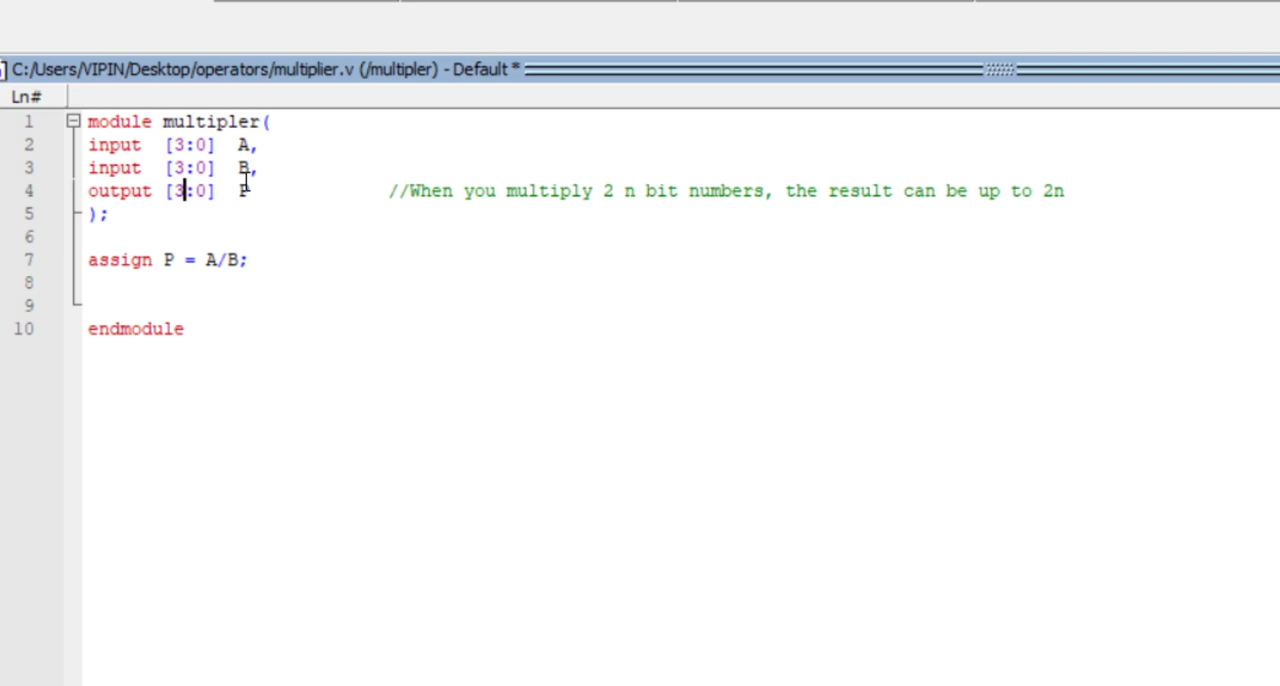 C:/Users/VIPIN/Desktop/operators/multiplier.v (/multipler) - Default *
Ln#
1 module multipler(
2 input [3:0] A,
3 input [3:0] B,
4 output [3:0] P //When you multiply 2 n bit numbers, the result can be up to 2n
5 );
6
7 assign P = A/B;
8
9
10 endmodule